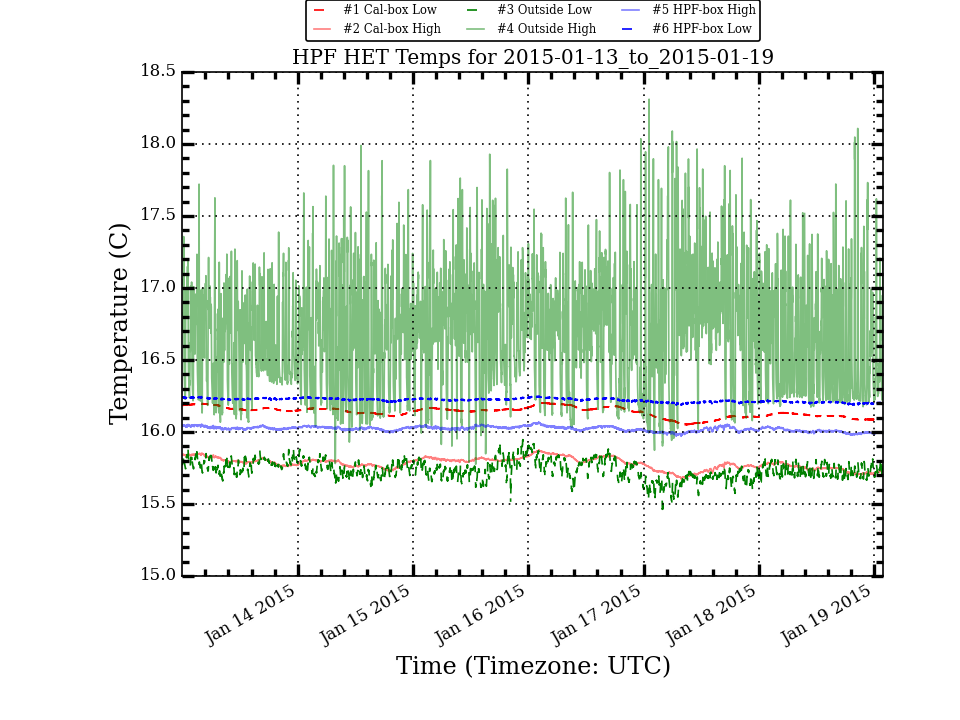 #1 Cal-box Low #3 Outside Low #5 HPF-box High
#2 Cal-box High #4 Outside High #6 HPF-box Low
HPF HET Temps for 2015-01-13_to_2015-01-19
18.5
18.0
17.5
17.0
16.5
16.0
15.5
15.0
Temperature (C)
Jan 14 2015
Jan 15 2015
Jan 16 2015
Jan 17 2015
Jan 18 2015
Jan 19 2015
Time (Timezone: UTC)